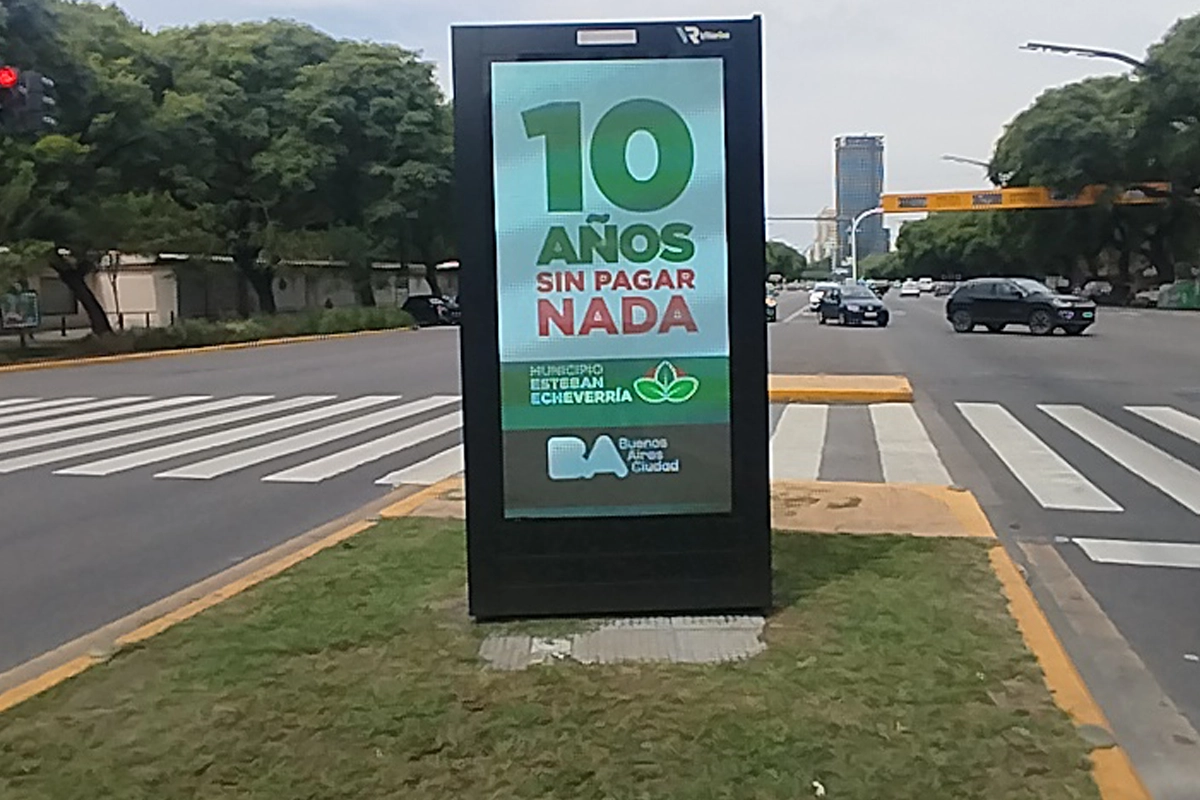 10
AÑOS
SIN PAGAR
NADA
MUNICIPIO
ESTEBAN
ECHEVERRÍA
BA Buenos
Aires
Ciudad